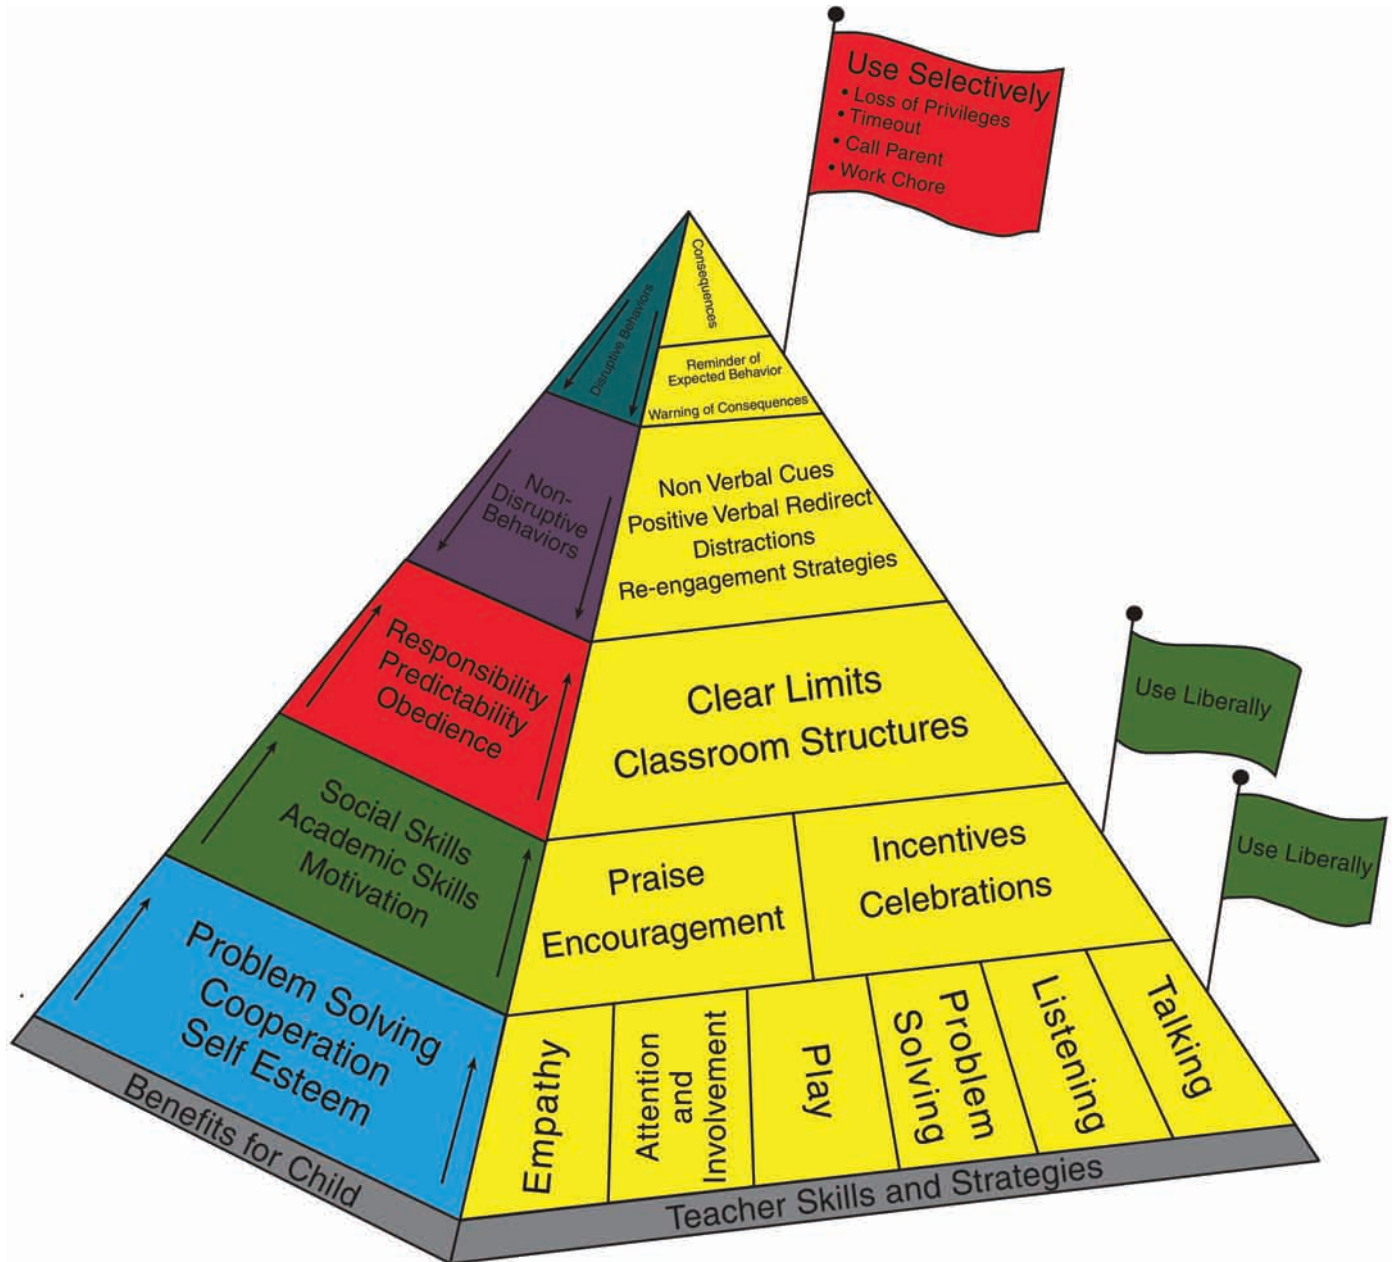 Use Selectively
• Loss of Privileges
• Timeout
• Call Parent
• Work Chore
Consequences
Disruptive Behaviors
Reminder of
Expected Behavior
Warning of Consequences
Non-
Disruptive
Behaviors
Non Verbal Cues
Positive Verbal Redirect
Distractions
Re-engagement Strategies
Responsibility
Predictability
Obedience
Clear Limits
Classroom Structures
Use Liberally
Social Skills
Academic Skills
Motivation
Praise
Encouragement
Incentives
Celebrations
Use Liberally
Problem Solving
Cooperation
Self Esteem
Empathy
Attention
and
Involvement
Play
Problem
Solving
Listening
Talking
Benefits for Child
Teacher Skills and Strategies